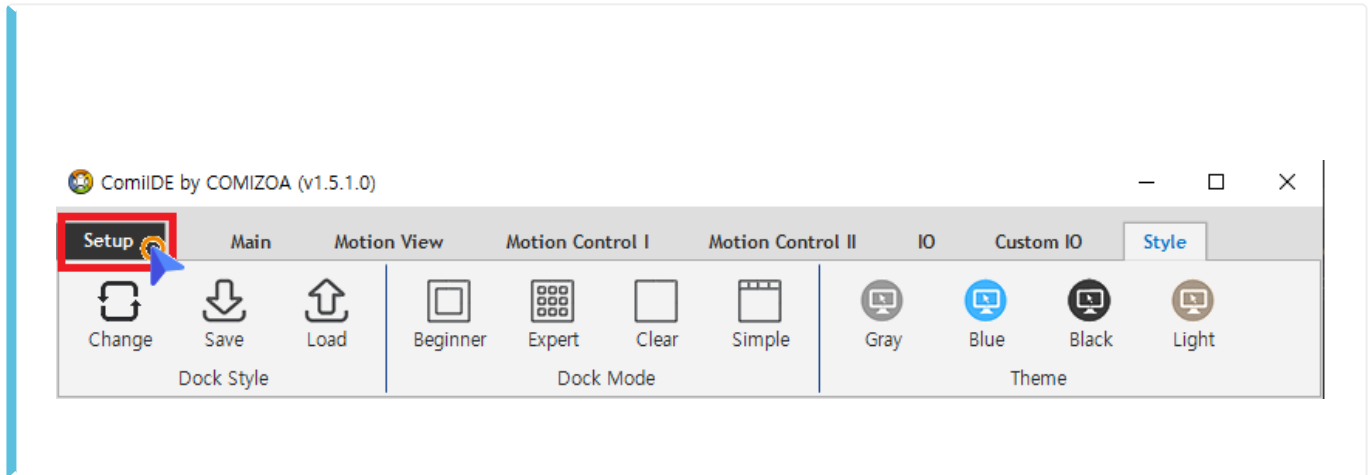 ComiIDE by COMIZOA (v1.5.1.0)
Setup Main Motion View Motion Control I Motion Control II IO Custom IO Style
Change Save Load Beginner Expert Clear Simple Gray Blue Black Light
Dock Style Dock Mode Theme